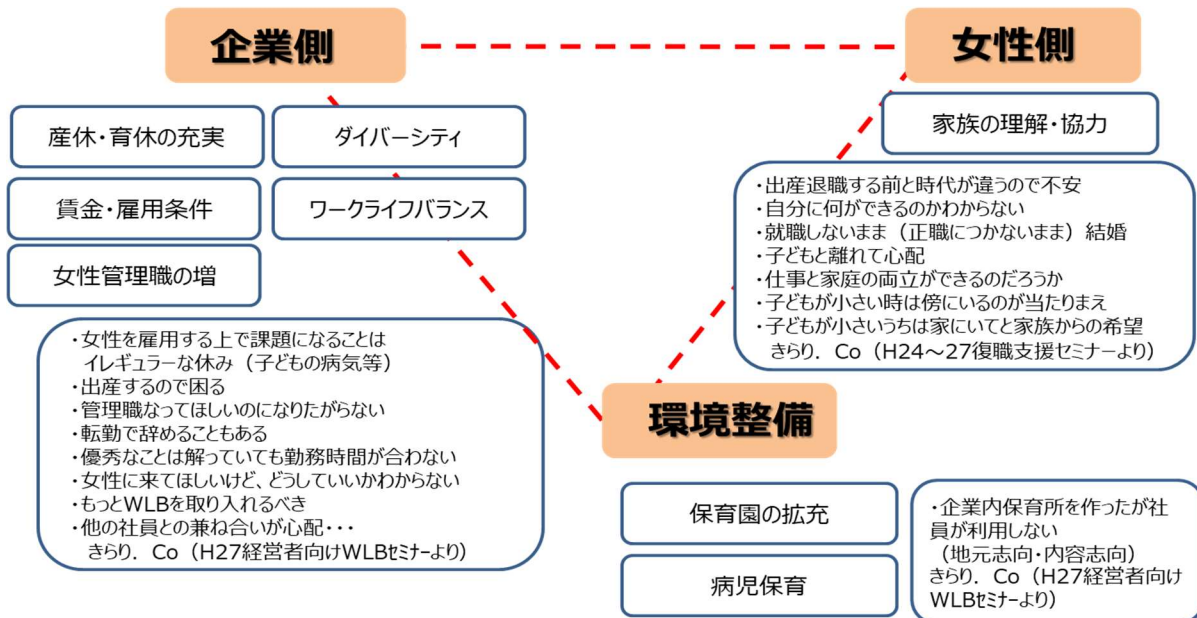 企業側
女性側
産休・育休の充実
ダイバーシティ
賃金・雇用条件
ワークライフバランス
女性管理職の増
・女性を雇用する上で課題になることは
イレギュラーな休み（子どもの病気等）
・出産するので困る
・管理職なってほしいのになりたがらない
・転勤で辞めることもある
・優秀なことは解っていても勤務時間が合わない
・女性に来てほしいけど、どうしていいかわからない
・もっとWLBを取り入れるべき
・他の社員との兼ね合いが心配・・・
きらり．Co（H27経営者向けWLBセミナーより）
家族の理解・協力
・出産退職する前と時代が違うので不安
・自分に何ができるのかわからない
・就職しないまま（正職につかないまま）結婚
・子どもと離れて心配
・仕事と家庭の両立ができるのだろうか
・子どもが小さい時は傍にいるのが当たりまえ
・子どもが小さいうちは家にいてと家族からの希望
きらり．Co（H24～27復職支援セミナーより）
環境整備
保育園の拡充
病児保育
・企業内保育所を作ったが社
員が利用しない
（地元志向・内容志向）
きらり．Co（H27経営者向け
WLBｾﾐﾅｰより）